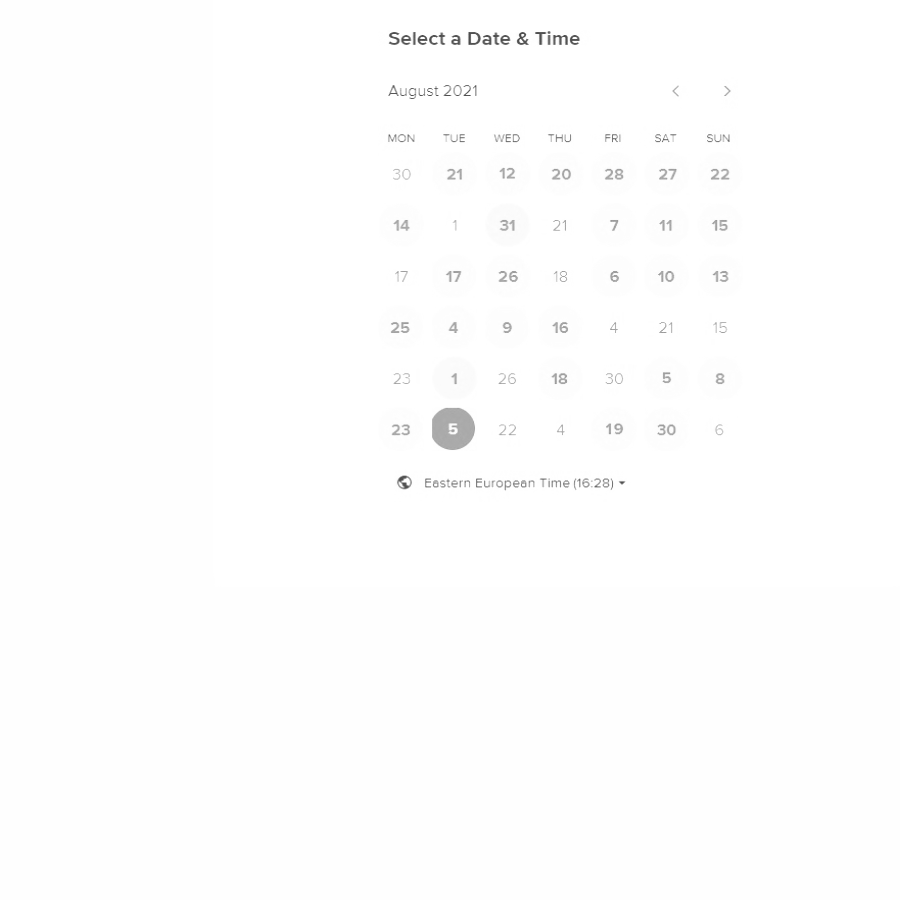 Select a Date & Time
August 2021
MON TUE WED THU FRI SAT SUN
30 21 12 20 28 27 22
14 1 31 21 7 11 15
17 17 26 18 6 10 13
25 4 9 16 4 21 15
23 1 26 18 30 5 8
23 5 22 4 19 30 6
Eastern European Time (16:28)